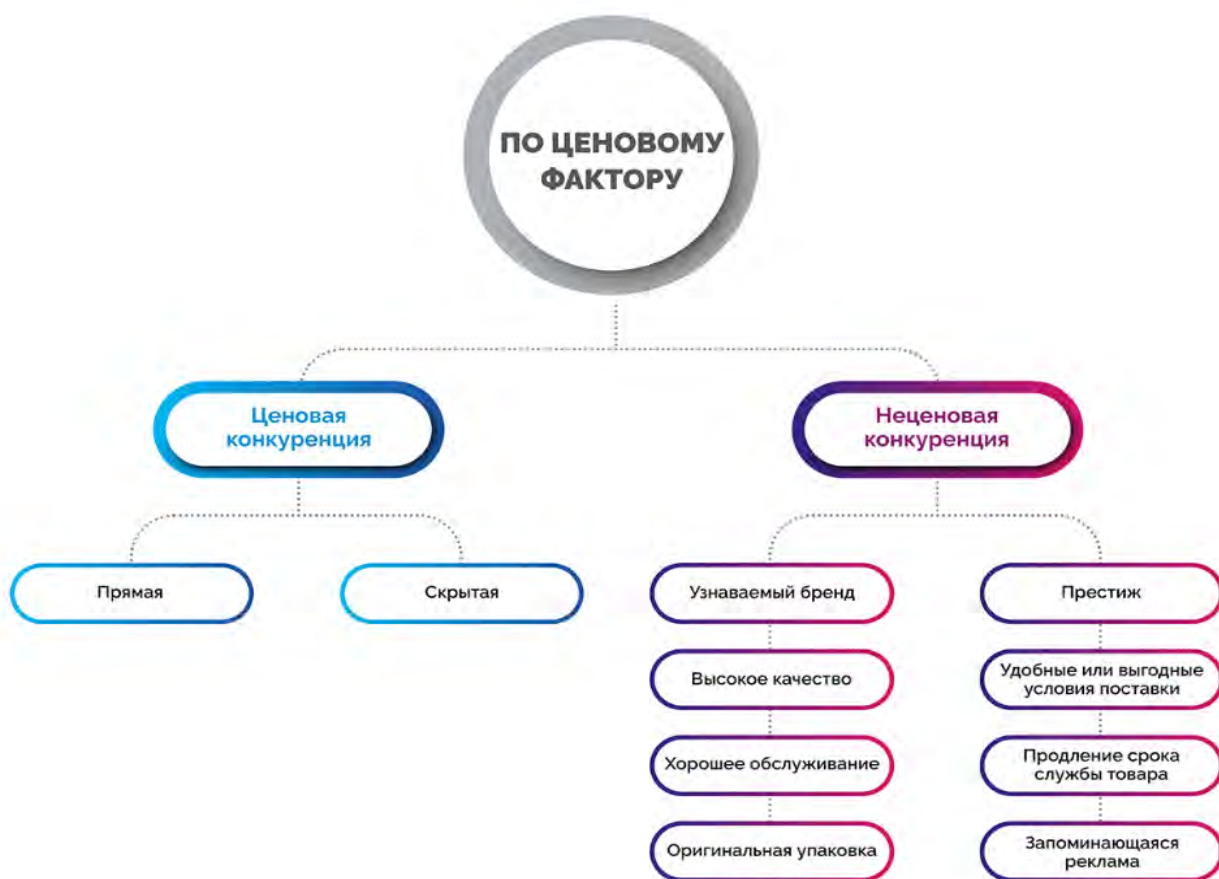 ПО ЦЕНОВОМУ
ФАКТОРУ
Ценовая
конкуренция
Неценовая
конкуренция
Прямая
Скрытая
Узнаваемый бренд
Престиж
Высокое качество
Удобные или выгодные
условия поставки
Хорошее обслуживание
Продление срока
службы товара
Оригинальная упаковка
Запоминающаяся
реклама